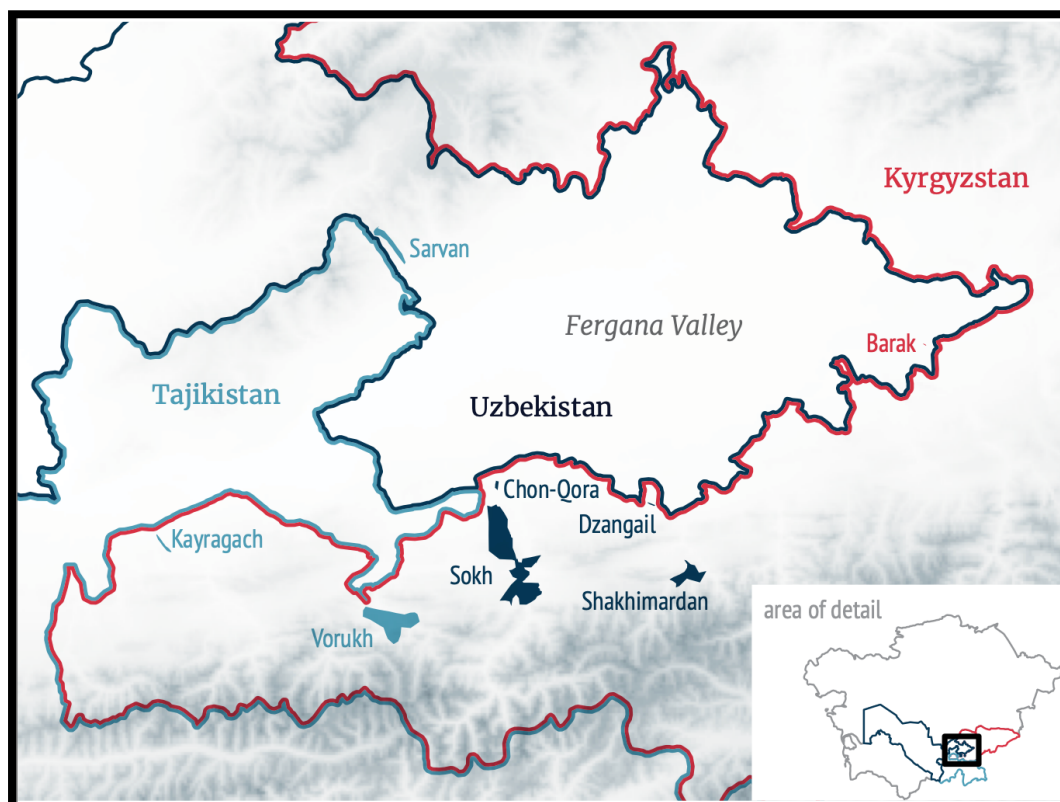 Kyrgyzstan
Sarvan
Fergana Valley
Barak
Tajikistan
Uzbekistan
Chon-Qora
Dzangail
Kayragach
Sokh
Shakhimardan
Vorukh
area of detail